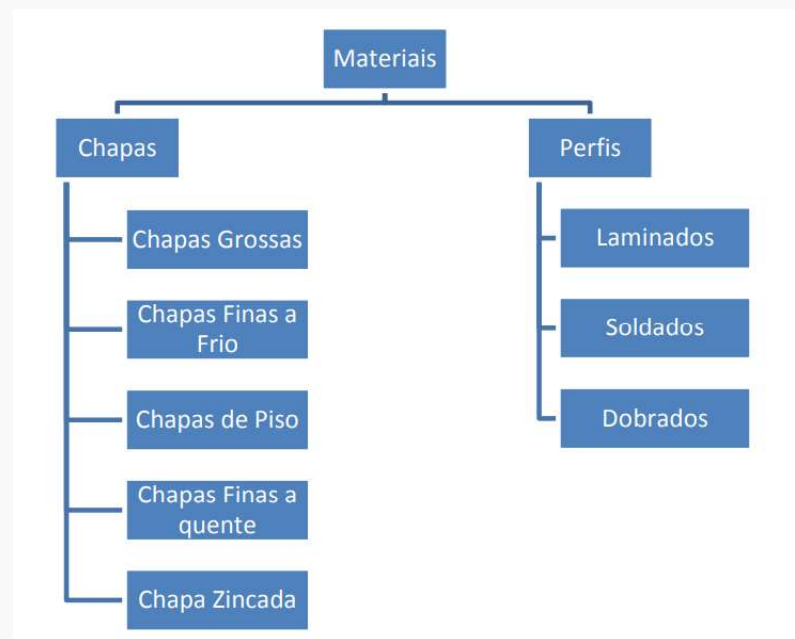 Materiais
Chapas
Chapas Grossas
Chapas Finas a
Frio
Chapas de Piso
Chapas Finas a
quente
Chapa Zincada
Perfis
Laminados
Soldados
Dobrados